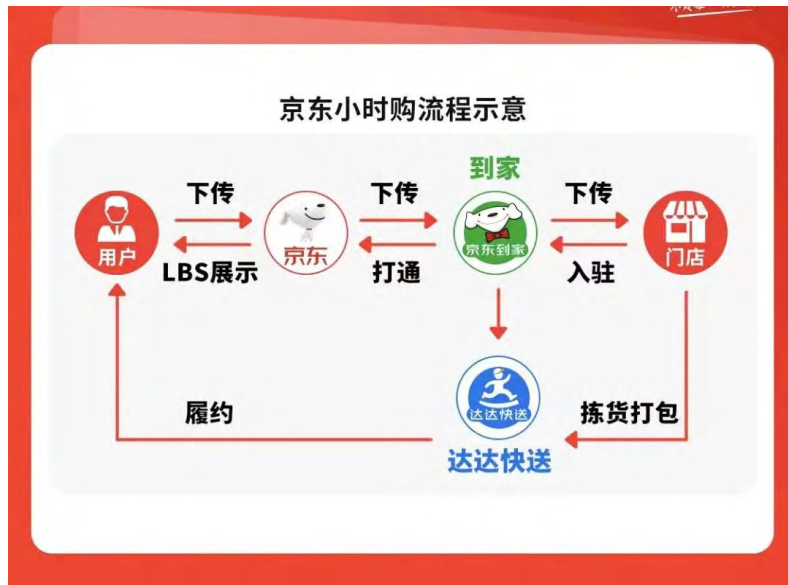 京东小时购流程示意
到家
下传
下传
下传
用户
京东
京东到家
门店
LBS展示
打通
入驻
达达快送
履约
拣货打包
达达快送